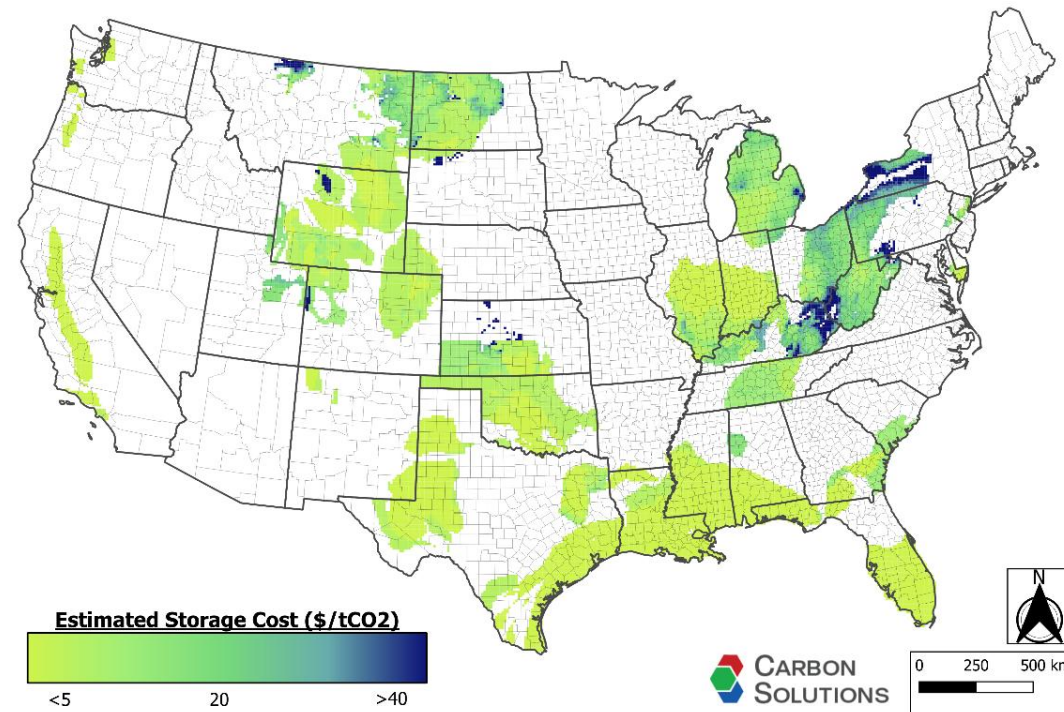 Estimated Storage Cost ($/tCO2)
<5 20 >40
CARBON
SOLUTIONS
N
0 250 500 km